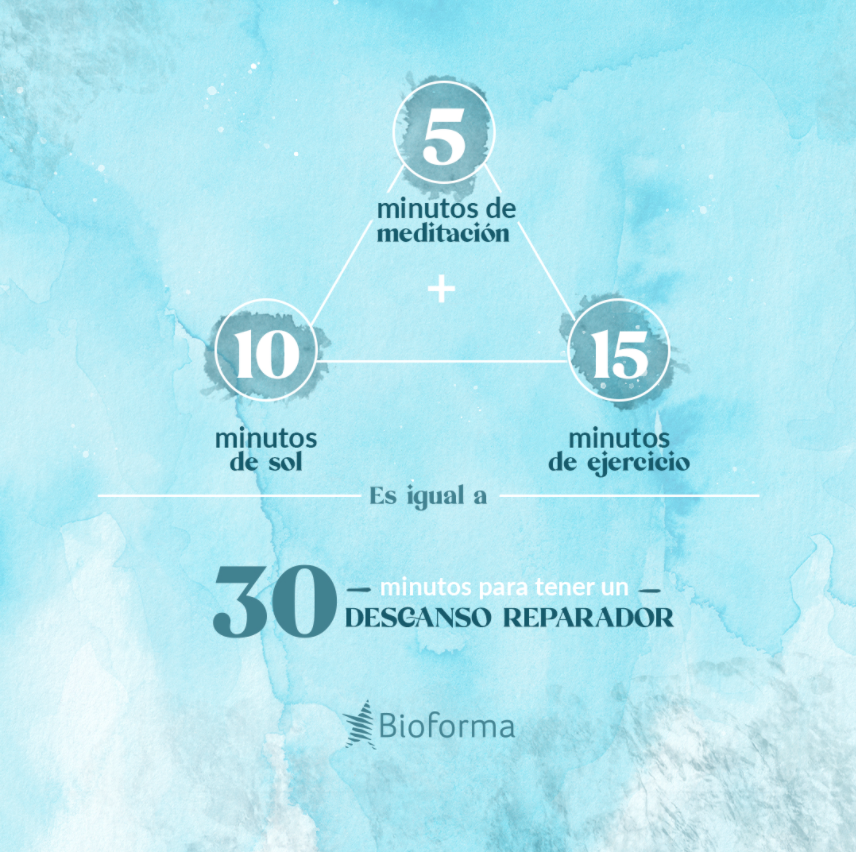 5
minutos de
meditación
+
10
minutos
de sol
15
minutos
de ejercicio
Es igual a
30
minutos para tener un
DESCANSO REPARADOR
Bioforma